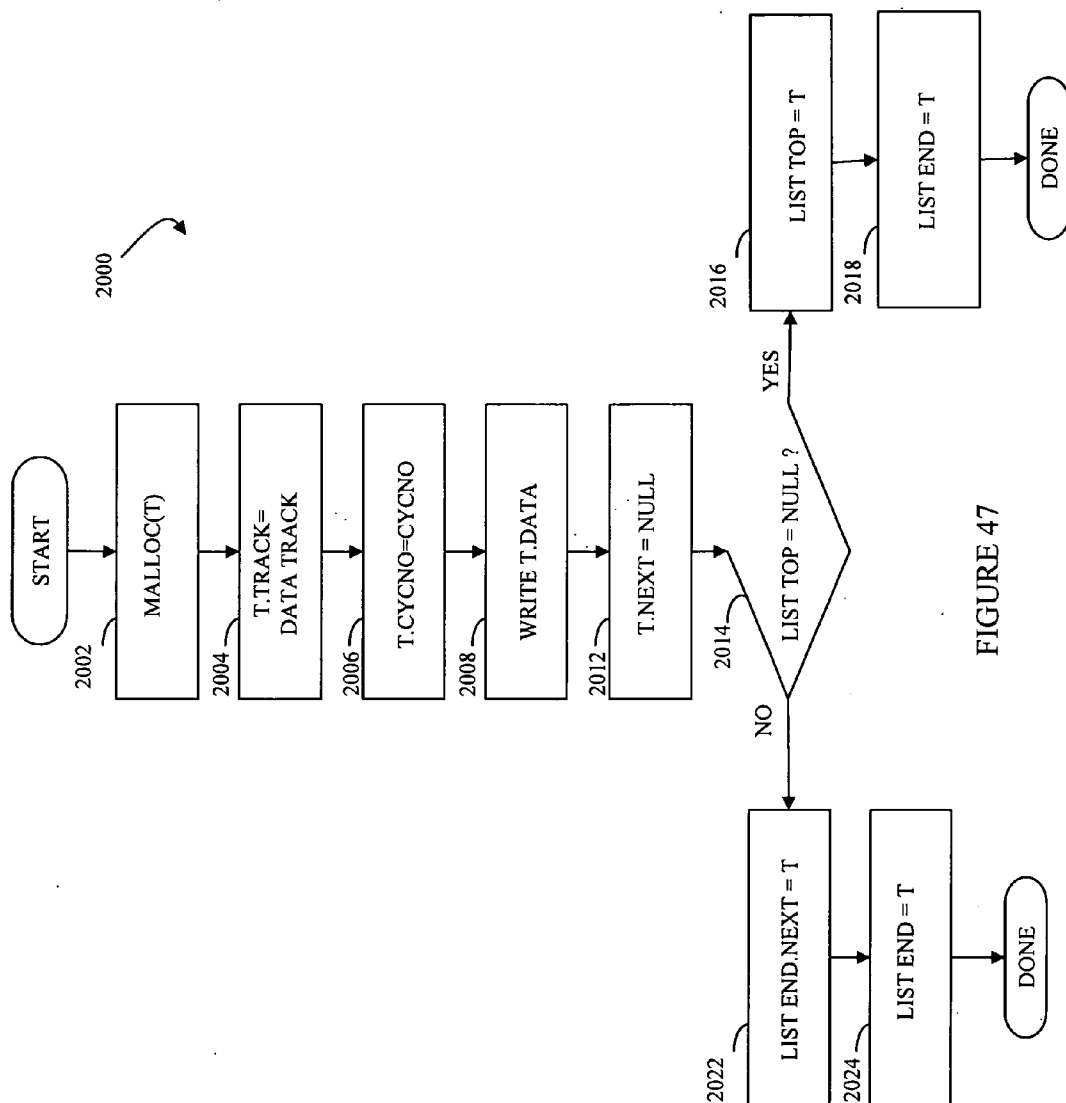 2000
START
2002
MALLOC(T)
2004
T.TRACK=
DATA TRACK
2006
T.CYCNO=CYCNO
2008
WRITE T.DATA
2012
T.NEXT = NULL
2014
LIST TOP = NULL ?
NO
YES
2022
LIST END.NEXT = T
2024
LIST END = T
DONE
2016
LIST TOP = T
2018
LIST END = T
DONE
FIGURE 47